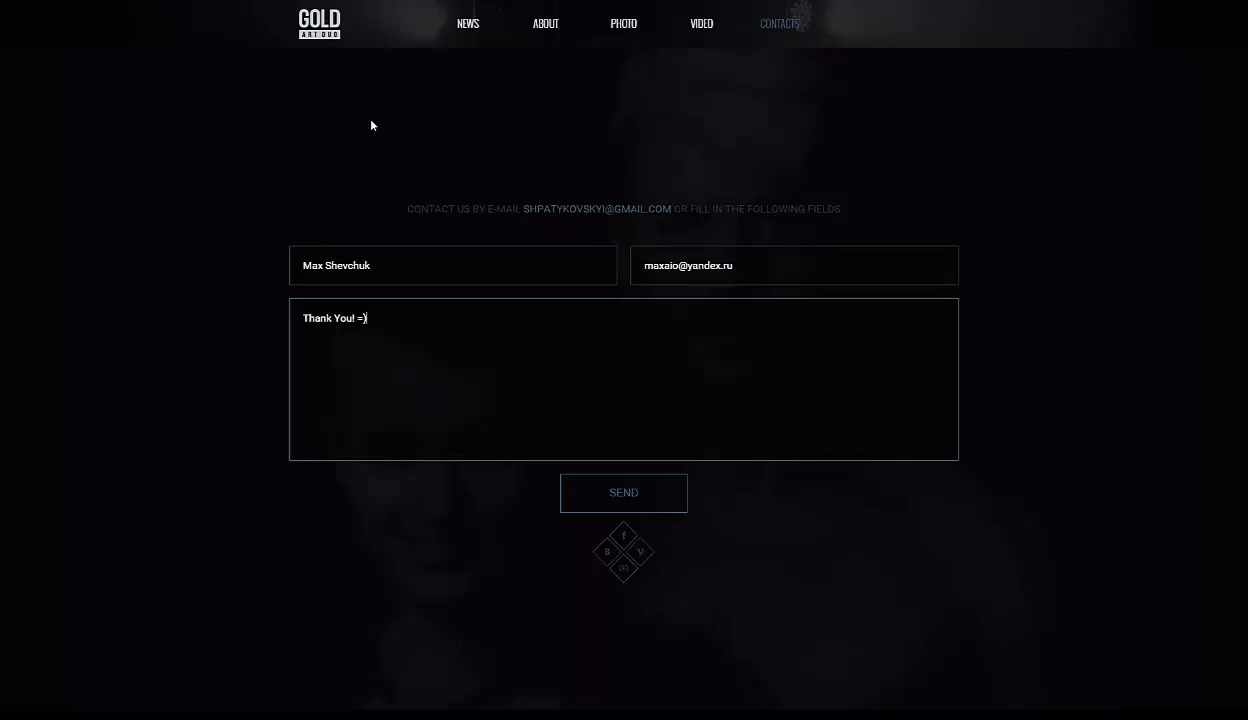 GOLD
ART DUO
NEWS ABOUT PHOTO VIDEO CONTACTS
CONTACT US BY E-MAIL SHPATYKOVSKYI@GMAIL.COM OR FILL IN THE FOLLOWING FIELDS
Max Shevchuk maxaio@yandex.ru
Thank You! =)
SEND